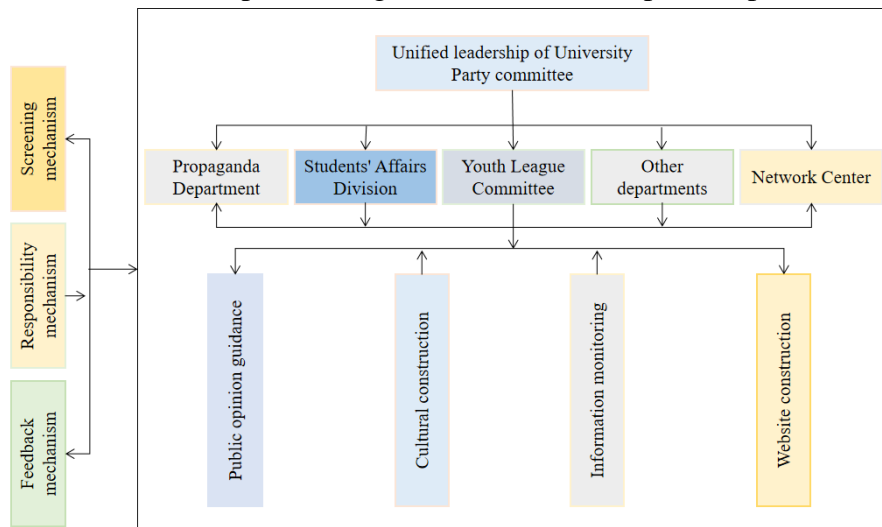 Unified leadership of University
Party committee
Screening
mechanism
Propaganda
Department
Students' Affairs
Division
Youth League
Committee
Other
departments
Network Center
Responsibility
mechanism
Public opinion guidance
Cultural construction
Information monitoring
Website construction
Feedback
mechanism